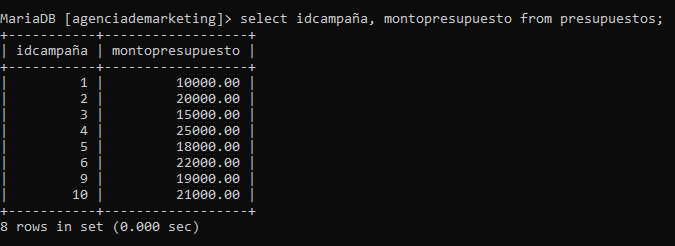 MariaDB [agenciademarketing]> select idcampaña, montopresupuesto from presupuestos;
+-----------+------------------+
| idcampaña | montopresupuesto |
+-----------+------------------+
|         1 |         10000.00 |
|         2 |         20000.00 |
|         3 |         15000.00 |
|         4 |         25000.00 |
|         5 |         18000.00 |
|         6 |         22000.00 |
|         9 |         19000.00 |
|        10 |         21000.00 |
+-----------+------------------+
8 rows in set (0.000 sec)